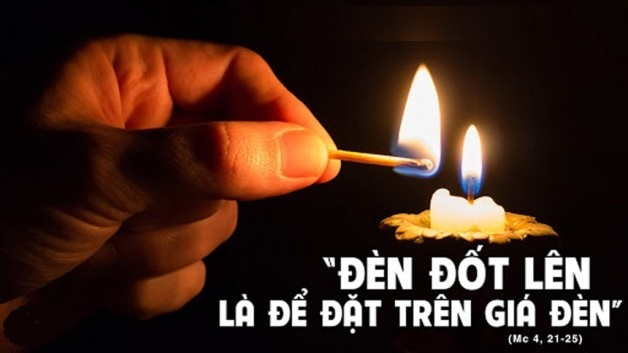 “ĐÈN ĐỐT LÊN
LÀ ĐỂ ĐẶT TRÊN GIÁ ĐÈN”
(Mc 4, 21-25)